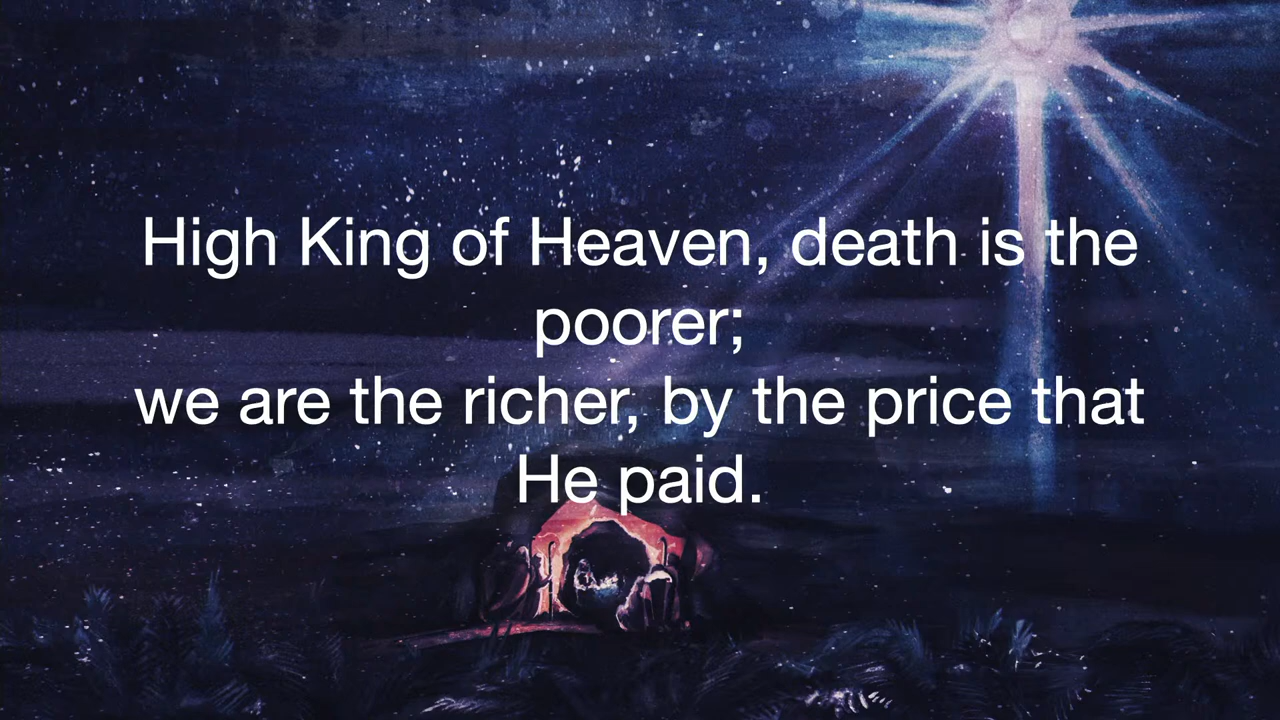 High King of Heaven, death is the
poorer;
we are the richer, by the price that
He paid.